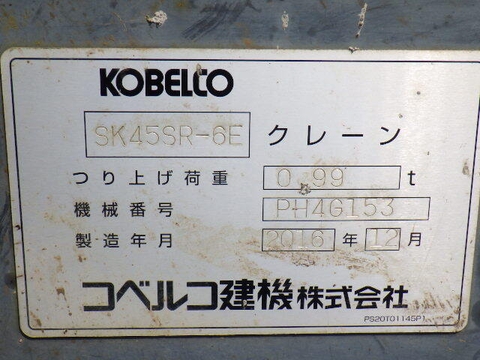 KOBELCO
SK45SR-6E クレーン
つり上げ荷重 0.99 t
機械番号 PH4G153
製造年月 2016 年 12 月
コベルコ建機株式会社
PS20T01145P1